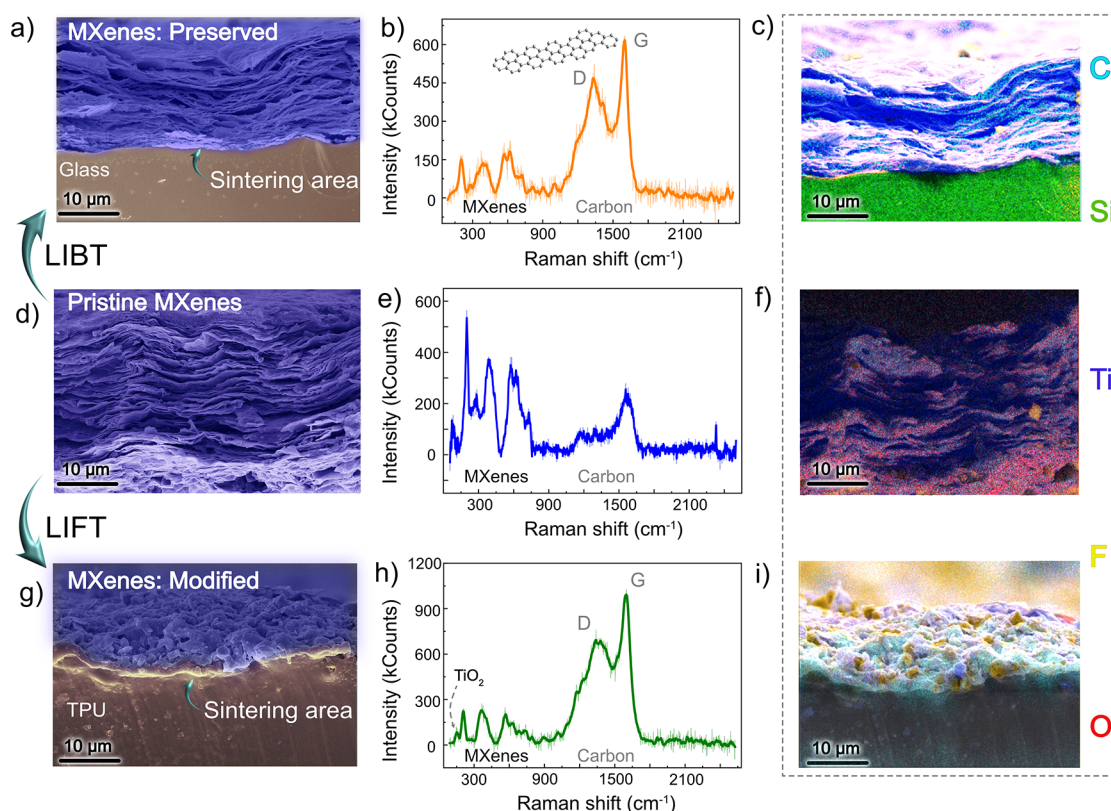 a)
MXenes: Preserved
Glass
Sintering area
10 µm
b)
Intensity (kCounts)
600
450
300
150
0
D
G
MXenes
Carbon
300
900
1500
2100
Raman shift (cm⁻¹)
c)
10 µm
C
Si
LIBT
d)
Pristine MXenes
10 µm
e)
Intensity (kCounts)
600
400
200
0
MXenes
Carbon
300
900
1500
2100
Raman shift (cm⁻¹)
f)
10 µm
Ti
LIFT
g)
MXenes: Modified
TPU
Sintering area
10 µm
h)
Intensity (kCounts)
1200
900
600
300
0
TiO₂
D
G
MXenes
Carbon
300
900
1500
2100
Raman shift (cm⁻¹)
i)
10 µm
F
O